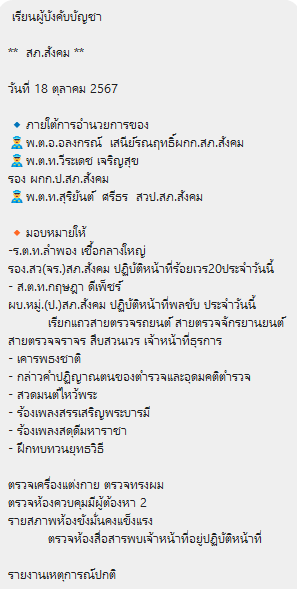 เรียนผู้บังคับบัญชา
** สภ.สังคม **
วันที่ 18 ตุลาคม 2567
🔹ภายใต้การอำนวยการของ
👮พ.ต.อ.อลงกรณ์ เสนีย์รณฤทธิ์ผกก.สภ.สังคม
👮พ.ต.ท.วีระเดช เจริญสุข
รอง ผกก.ป.สภ.สังคม
👮พ.ต.ท.สุริยันต์ ศรีธร สวป.สภ.สังคม
🔸มอบหมายให้
-ร.ต.ท.ลำพอง เชื้อกลางใหญ่
รอง.สว(จร.)สภ.สังคม ปฏิบัติหน้าที่ร้อยเวร20ประจำวันนี้
- ส.ต.ท.กฤษฎา ดีเพ็ชร์
ผบ.หมู่.(ป.)สภ.สังคม ปฏิบัติหน้าที่พลขับ ประจำวันนี้
เรียกแถวสายตรวจรถยนต์ สายตรวจจักรยานยนต์
สายตรวจจราจร สืบสวนเวร เจ้าหน้าที่ธุรการ
- เคารพธงชาติ
- กล่าวคำปฏิญาณตนของตำรวจและอุดมคติตำรวจ
- สวดมนต์ไหว้พระ
- ร้องเพลงสรรเสริญพระบารมี
- ร้องเพลงสดุดีมหาราชา
- ฝึกทบทวนยุทธวิธี
ตรวจเครื่องแต่งกาย ตรวจทรงผม
ตรวจห้องควบคุมมีผู้ต้องหา 2
รายสภาพห้องขังมั่นคงแข็งแรง
ตรวจห้องสื่อสารพบเจ้าหน้าที่อยู่ปฏิบัติหน้าที่
รายงานเหตุการณ์ปกติ